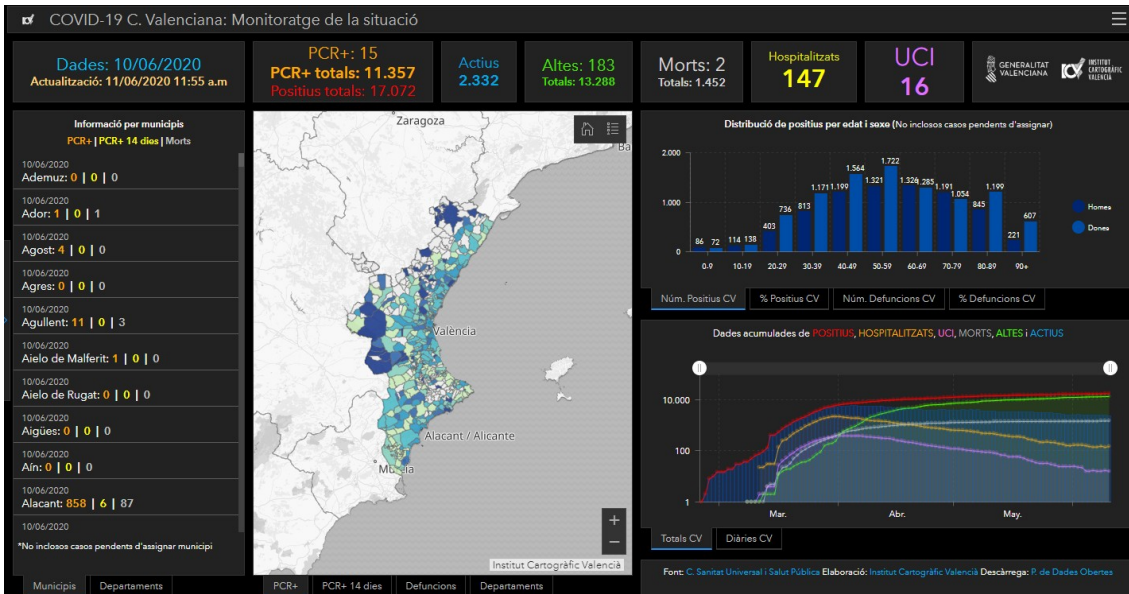 COVID-19 C. Valenciana: Monitoratge de la situació
Dades: 10/06/2020
Actualització: 11/06/2020 11:55 a.m
PCR+: 15
PCR+ totals: 11.357
Positius totals: 17.072
Actius
2.332
Altes: 183
Totals: 13.288
Morts: 2
Totals: 1.452
Hospitalitzats
147
UCI
16
GENERALITAT
VALENCIANA
INSTITUT
CARTOGRÀFIC
VALENCIÀ
Informació per municipis
PCR+ | PCR+ 14 dies | Morts
10/06/2020
Ademuz: 0 | 0 | 0
10/06/2020
Ador: 1 | 0 | 1
10/06/2020
Agost: 4 | 0 | 0
10/06/2020
Agres: 0 | 0 | 0
10/06/2020
Agullent: 11 | 0 | 3
10/06/2020
Aielo de Malferit: 1 | 0 | 0
10/06/2020
Aielo de Rugat: 0 | 0 | 0
10/06/2020
Aigües: 0 | 0 | 0
10/06/2020
Aín: 0 | 0 | 0
10/06/2020
Alacant: 858 | 6 | 87
10/06/2020
*No inclosos casos pendents d'assignar municipi
Municipis
Departaments
Zaragoza
Ba
València
Alacant / Alicante
Murcia
+
−
Institut Cartogràfic Valencià
PCR+
PCR+ 14 dies
Defuncions
Departaments
Distribució de positius per edat i sexe (No inclosos casos pendents d'assignar)
2.000
1.000
0
86 72 114 138 403 736 813 1.171 1.199 1.564 1.321 1.722 1.326 1.285 1.191 1.054 845 1.199 221 607
0-9 10-19 20-29 30-39 40-49 50-59 60-69 70-79 80-89 90+
Homes
Dones
Núm. Positius CV
% Positius CV
Núm. Defuncions CV
% Defuncions CV
Dades acumulades de POSITIUS, HOSPITALITZATS, UCI, MORTS, ALTES i ACTIUS
10.000
100
1
Mar. Abr. May.
Totals CV
Diàries CV
Font: C. Sanitat Universal i Salut Pública Elaboració: Institut Cartogràfic Valencià Descàrrega: P. de Dades Obertes